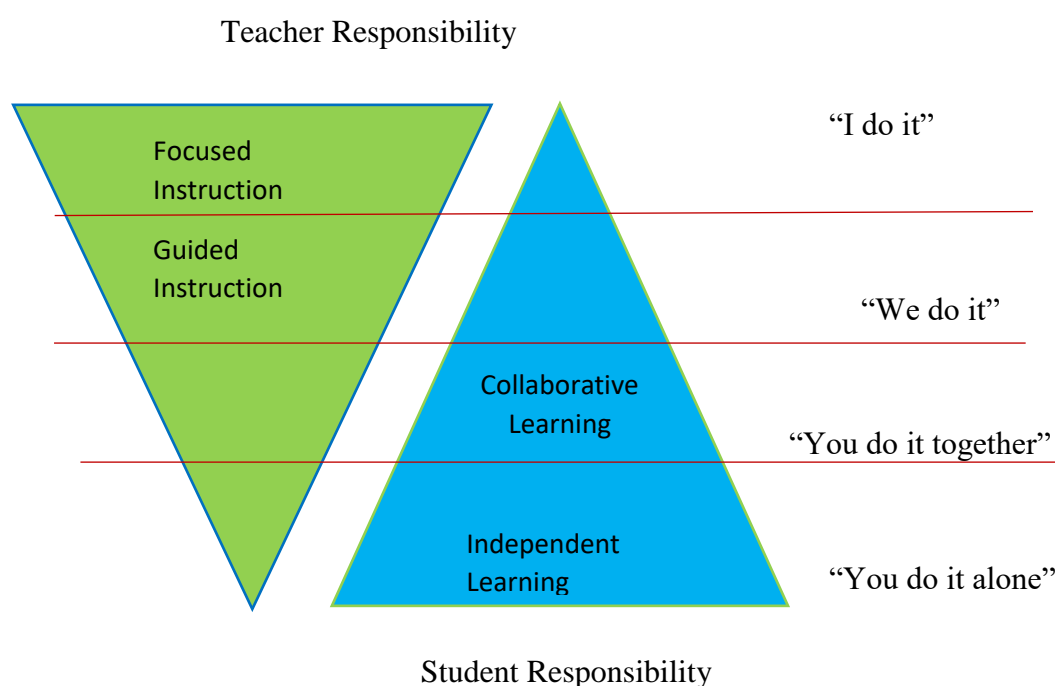 Teacher Responsibility
“I do it”
Focused
Instruction
Guided
Instruction
“We do it”
Collaborative
Learning
“You do it together”
Independent
Learning
“You do it alone”
Student Responsibility